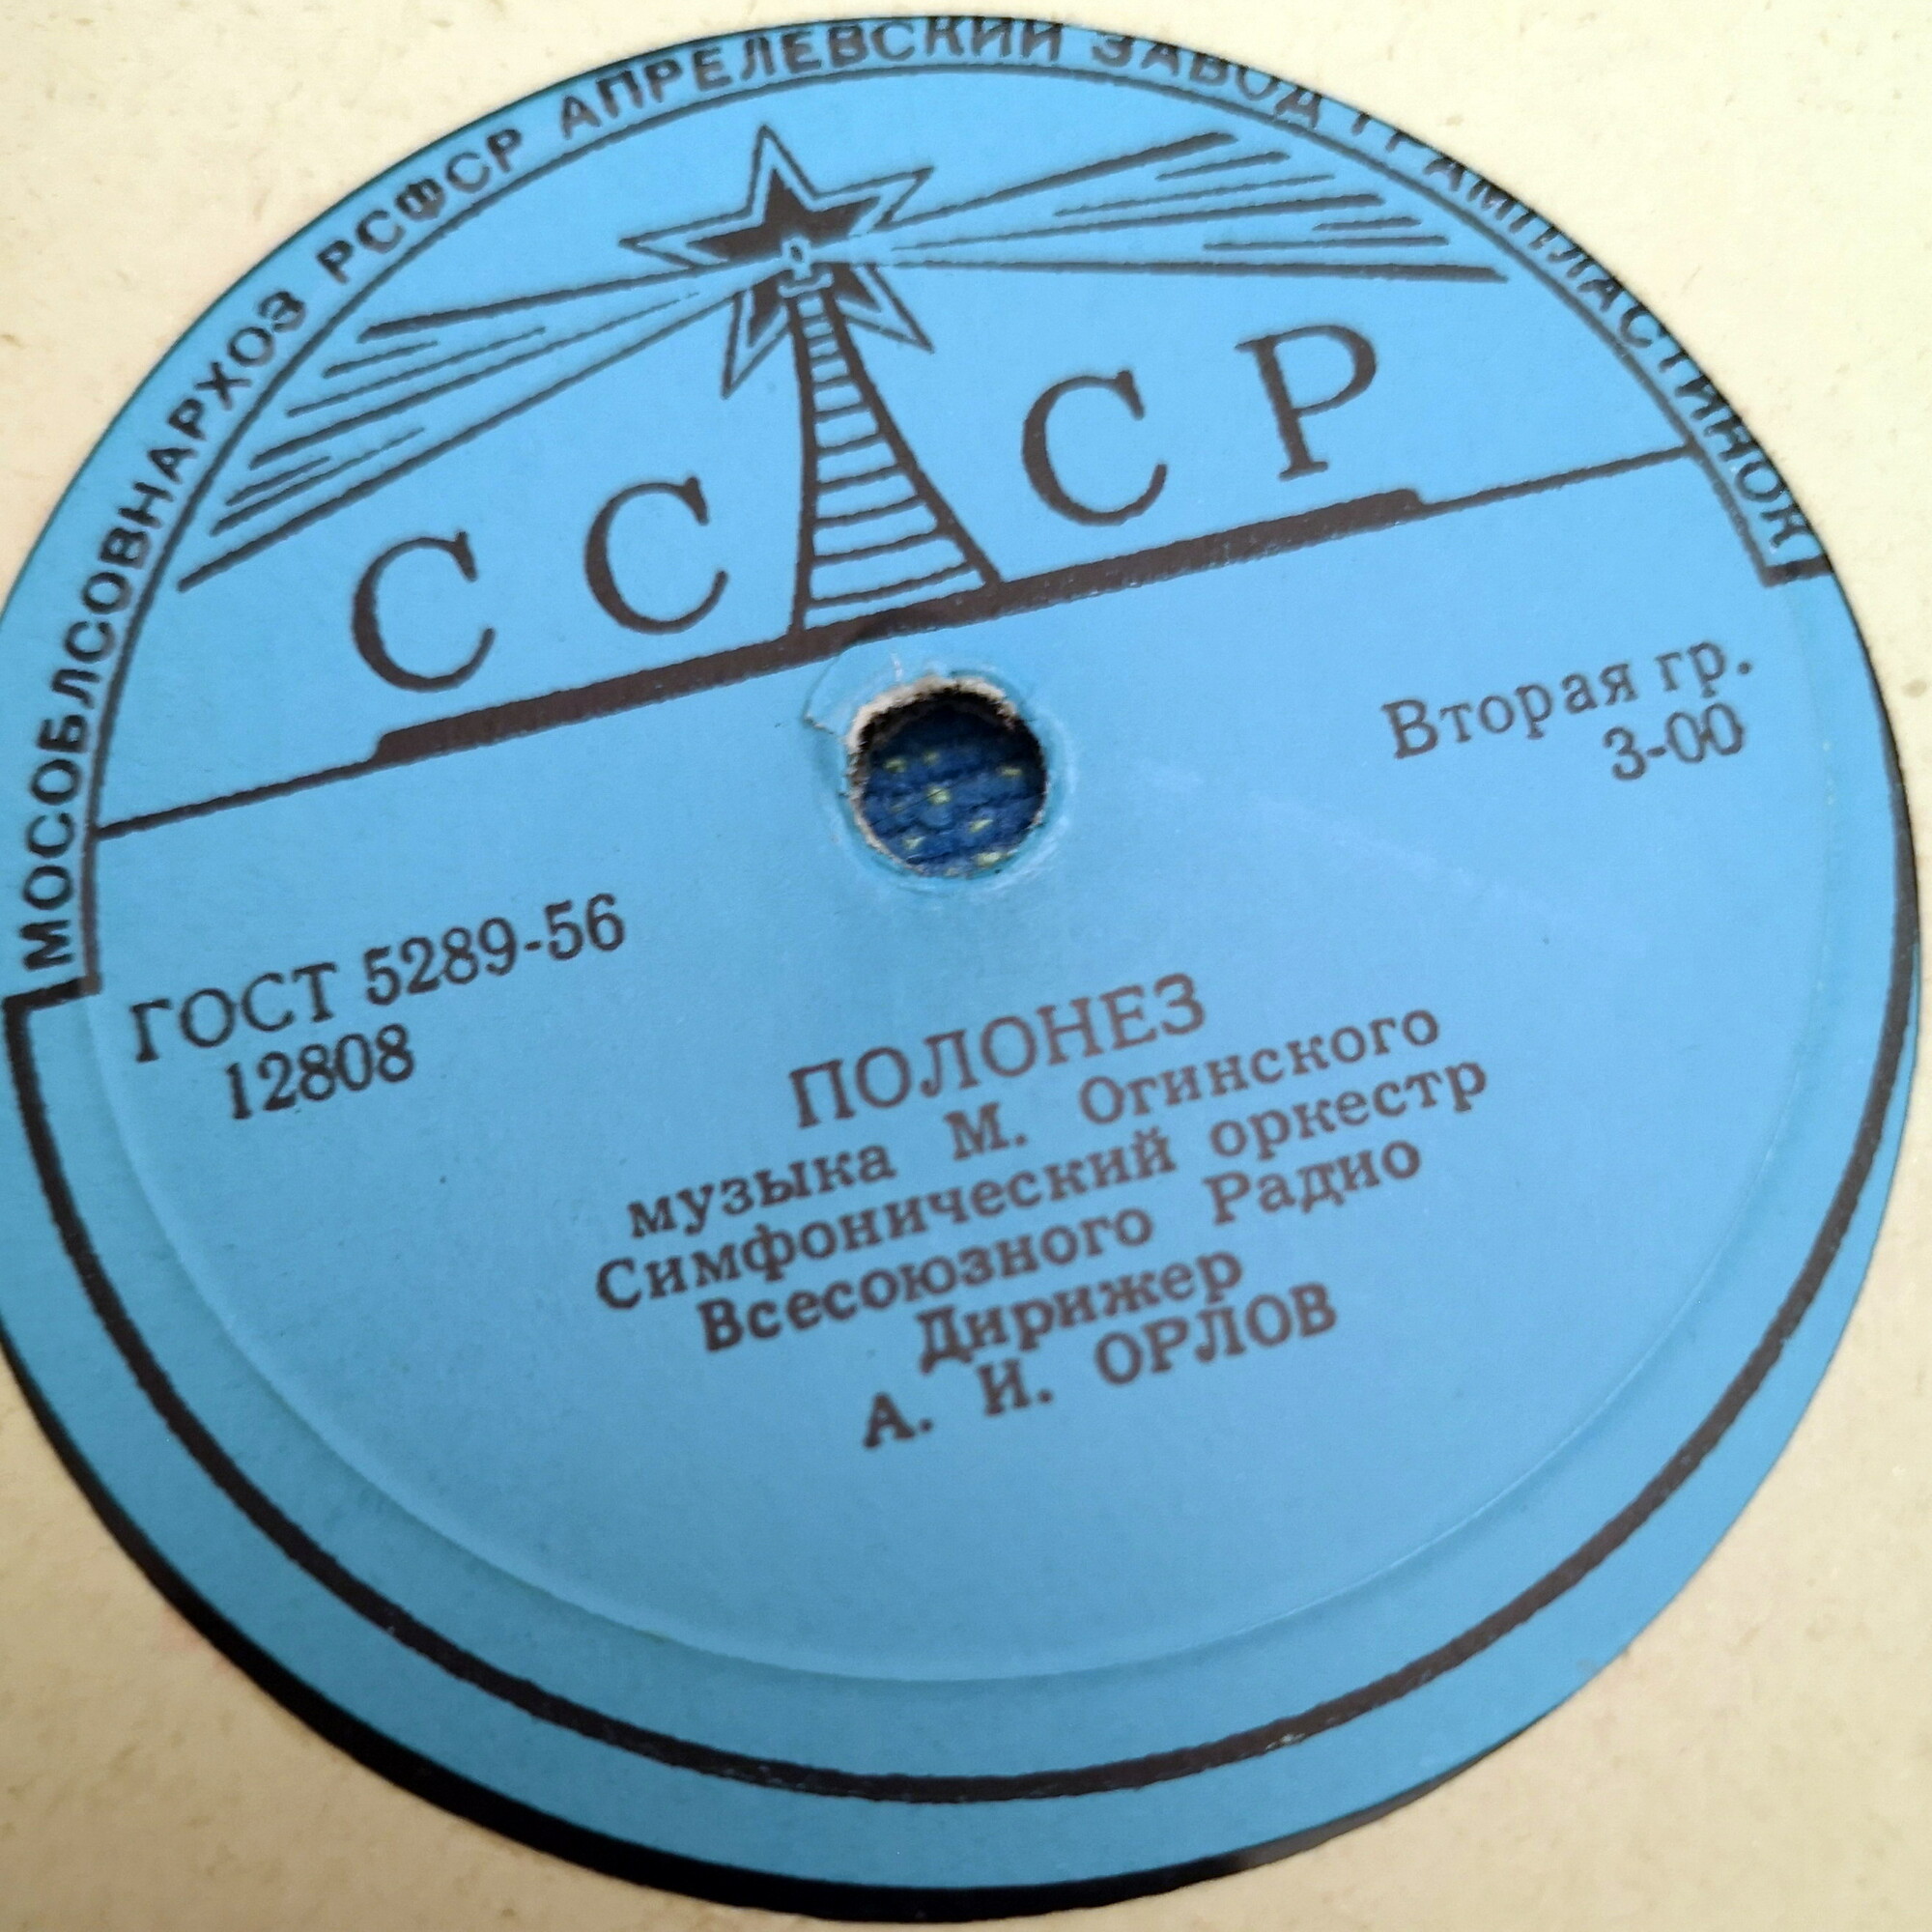 МОСОБЛСОВНАРХОЗ РСФСР АПРЕЛЕВСКИЙ ЗАВОД ГРАМПЛАСТИНОК
СССР
Вторая гр.
3-00
ГОСТ 5289-56
12808
ПОЛОНЕЗ
музыка М. Огинского
Симфонический оркестр
Всесоюзного Радио
Дирижер
А. И. ОРЛОВ